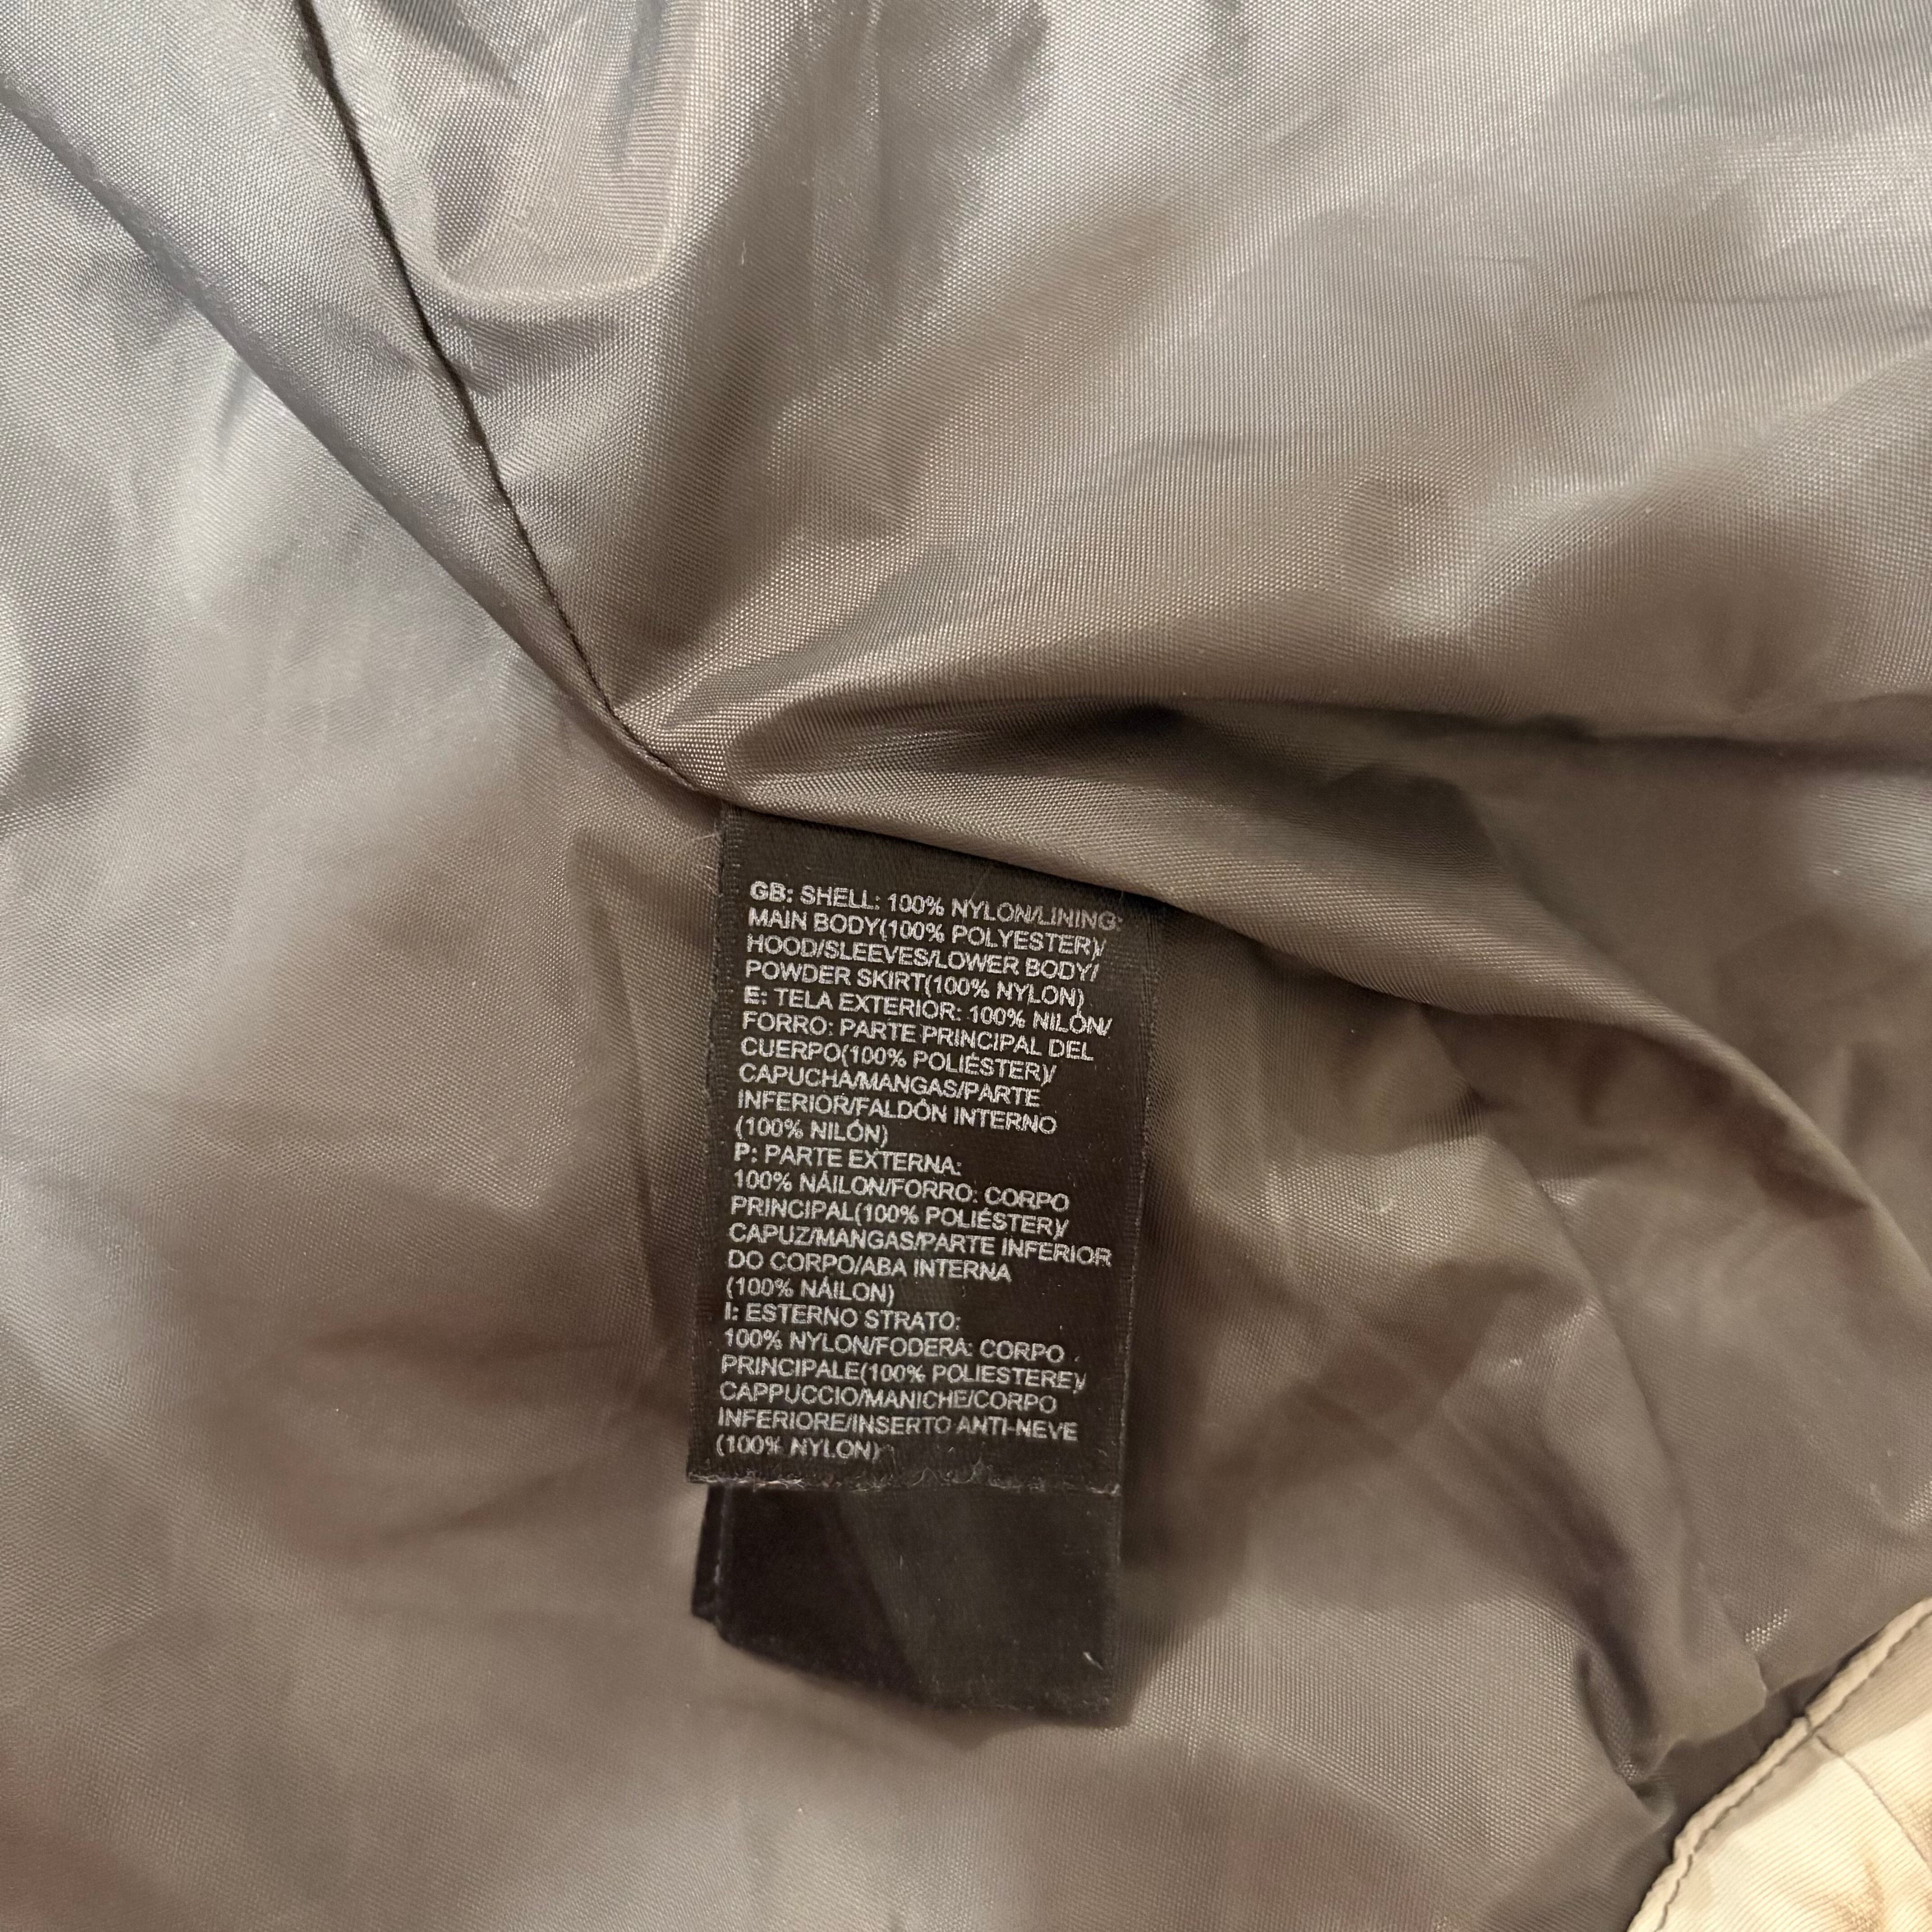 GB: SHELL: 100% NYLON/LINING:
MAIN BODY(100% POLYESTER)/
HOOD/SLEEVES/LOWER BODY/
POWDER SKIRT(100% NYLON)
E: TELA EXTERIOR: 100% NILÓN/
FORRO: PARTE PRINCIPAL DEL
CUERPO(100% POLIÉSTER)/
CAPUCHA/MANGAS/PARTE
INFERIOR/FALDÓN INTERNO
(100% NILÓN)
P: PARTE EXTERNA:
100% NÁILON/FORRO: CORPO
PRINCIPAL(100% POLIÉSTER)/
CAPUZ/MANGAS/PARTE INFERIOR
DO CORPO/ABA INTERNA
(100% NÁILON)
I: ESTERNO STRATO:
100% NYLON/FODERA: CORPO
PRINCIPALE(100% POLIESTERE)/
CAPPUCCIO/MANICHE/CORPO
INFERIORE/INSERTO ANTI-NEVE
(100% NYLON)